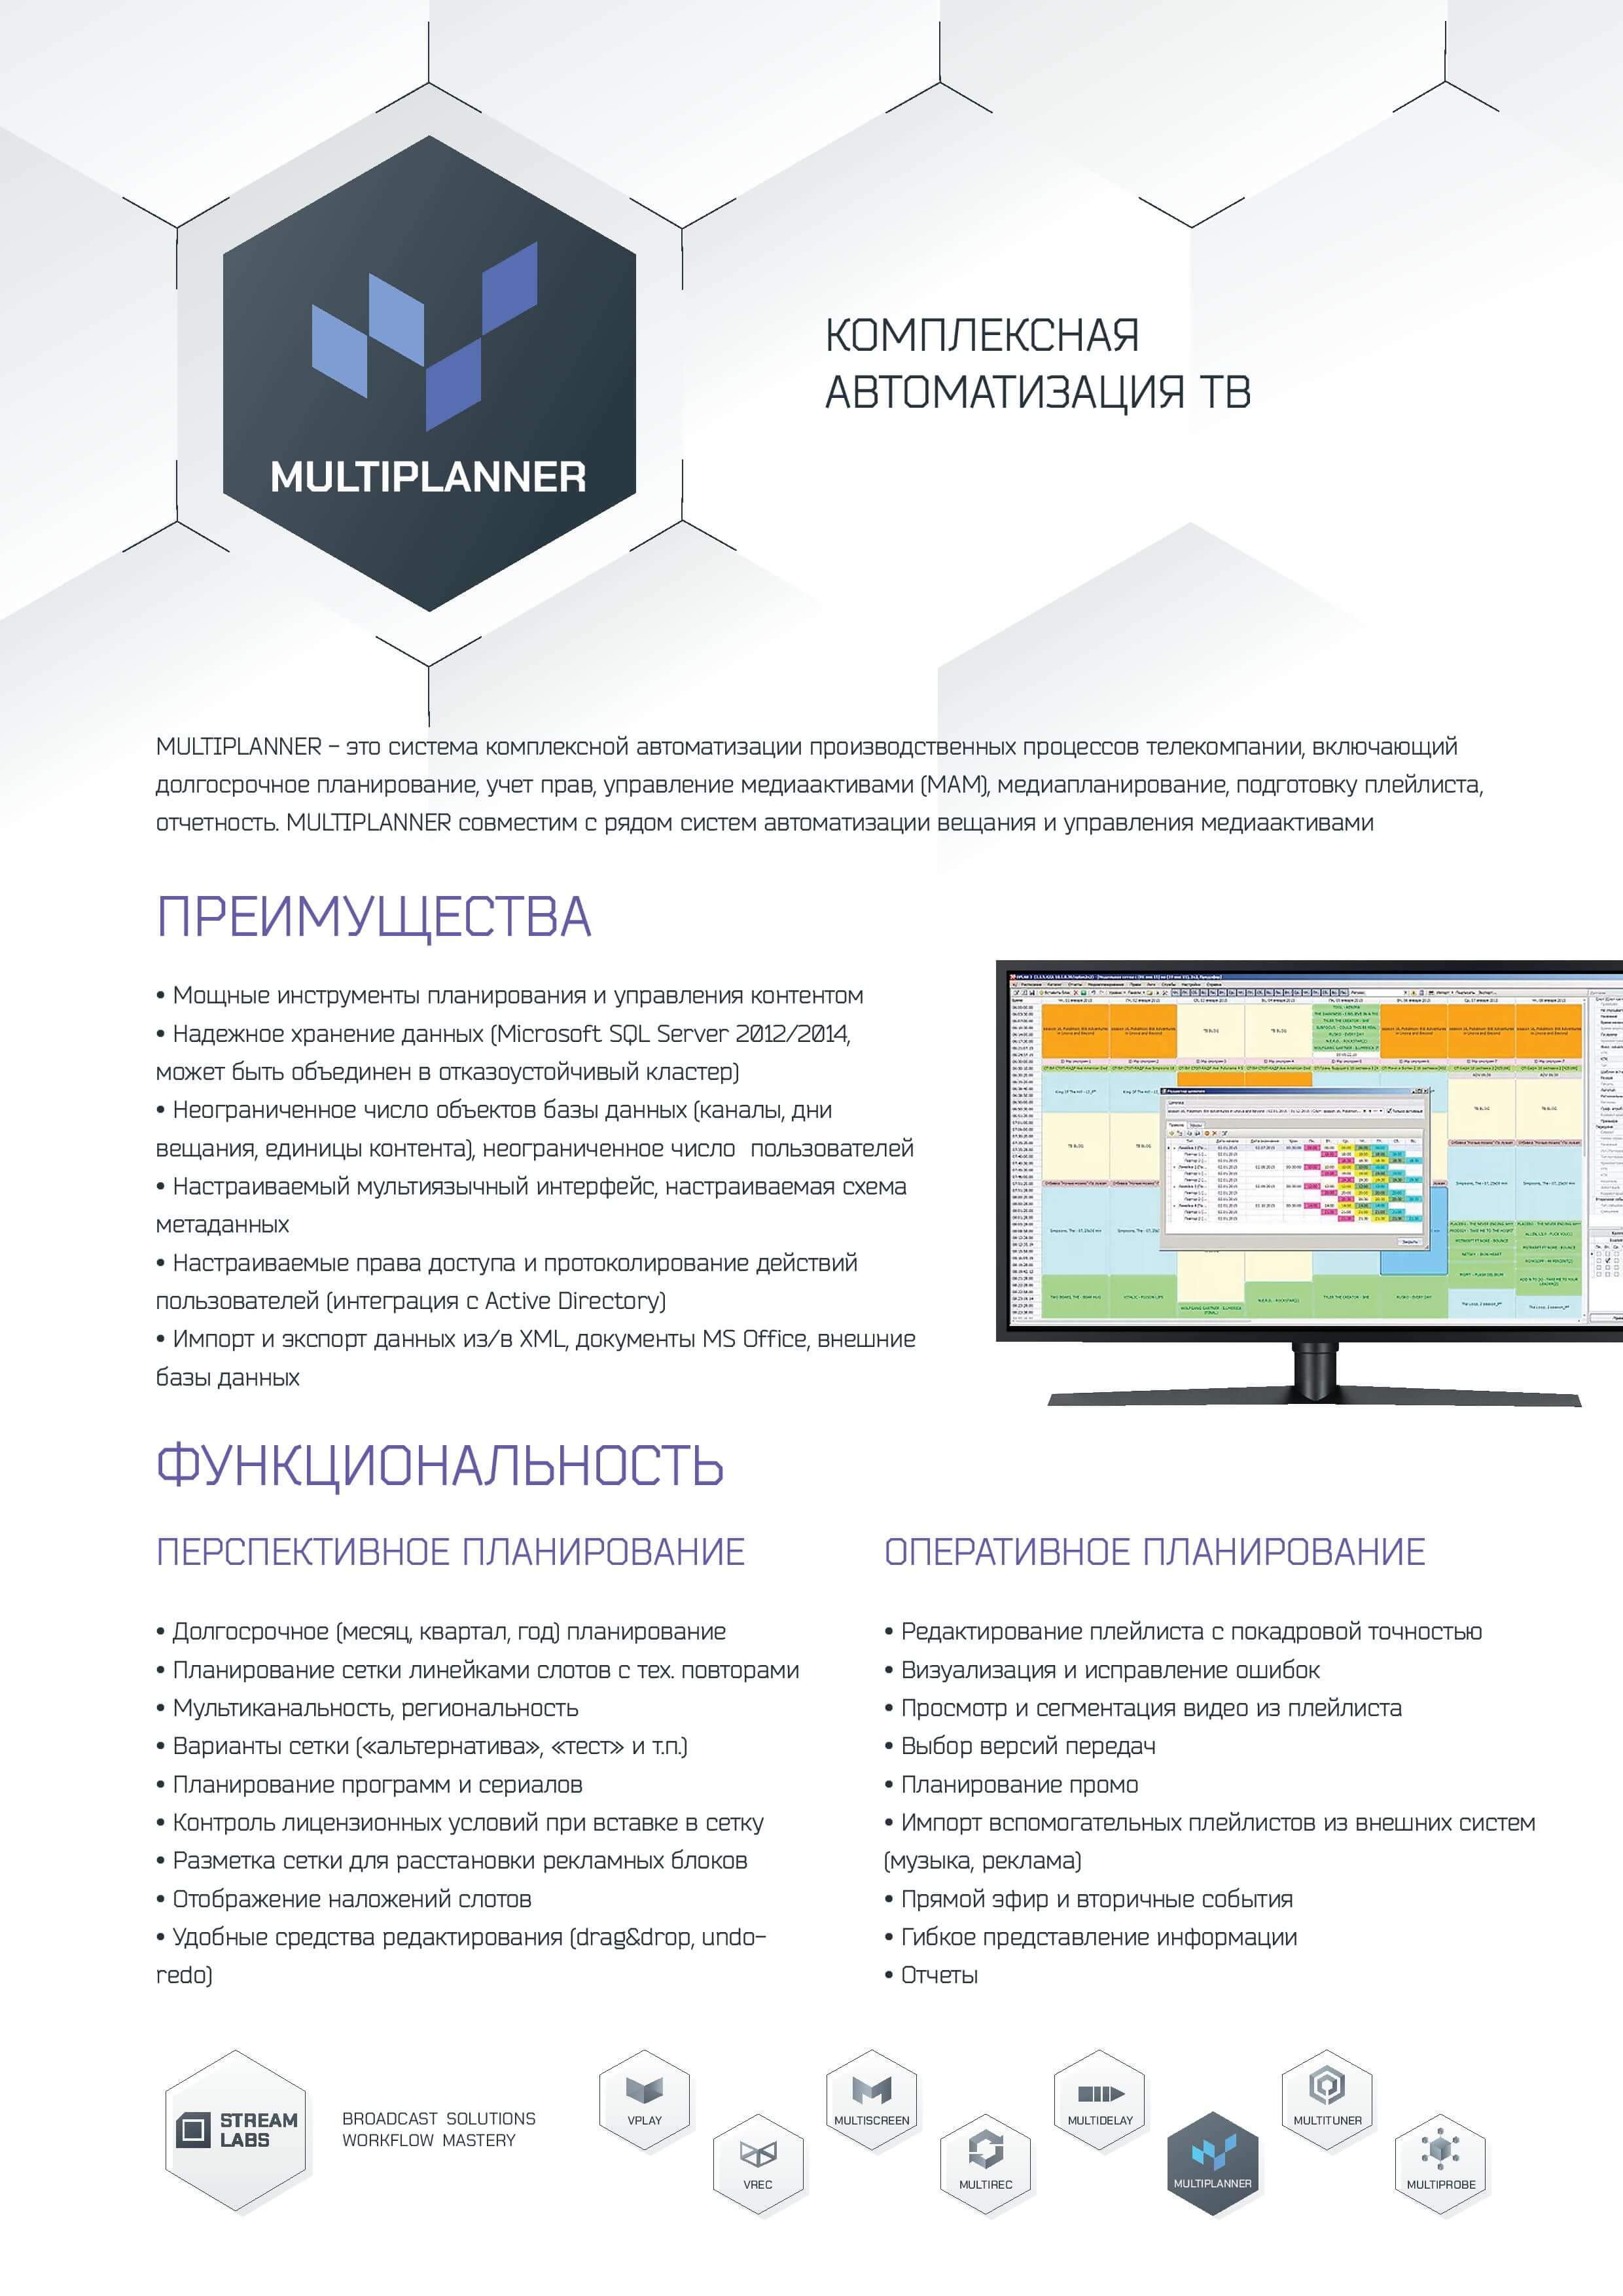 MULTIPLANNER
КОМПЛЕКСНАЯ
АВТОМАТИЗАЦИЯ ТВ
MULTIPLANNER – это система комплексной автоматизации производственных процессов телекомпании, включающий
долгосрочное планирование, учет прав, управление медиаактивами (MAM), медиапланирование, подготовку плейлиста,
отчетность. MULTIPLANNER совместим с рядом систем автоматизации вещания и управления медиаактивами
ПРЕИМУЩЕСТВА
• Мощные инструменты планирования и управления контентом
• Надежное хранение данных (Microsoft SQL Server 2012/2014,
может быть объединен в отказоустойчивый кластер)
• Неограниченное число объектов базы данных (каналы, дни
вещания, единицы контента), неограниченное число пользователей
• Настраиваемый мультиязычный интерфейс, настраиваемая схема
метаданных
• Настраиваемые права доступа и протоколирование действий
пользователей (интеграция с Active Directory)
• Импорт и экспорт данных из/в XML, документы MS Office, внешние
базы данных
ФУНКЦИОНАЛЬНОСТЬ
ПЕРСПЕКТИВНОЕ ПЛАНИРОВАНИЕ
• Долгосрочное (месяц, квартал, год) планирование
• Планирование сетки линейками слотов с тех. повторами
• Мультиканальность, региональность
• Варианты сетки («альтернатива», «тест» и т.п.)
• Планирование программ и сериалов
• Контроль лицензионных условий при вставке в сетку
• Разметка сетки для расстановки рекламных блоков
• Отображение наложений слотов
• Удобные средства редактирования (drag&drop, undo-
redo)
ОПЕРАТИВНОЕ ПЛАНИРОВАНИЕ
• Редактирование плейлиста с покадровой точностью
• Визуализация и исправление ошибок
• Просмотр и сегментация видео из плейлиста
• Выбор версий передач
• Планирование промо
• Импорт вспомогательных плейлистов из внешних систем
(музыка, реклама)
• Прямой эфир и вторичные события
• Гибкое представление информации
• Отчеты
STREAM
LABS
BROADCAST SOLUTIONS
WORKFLOW MASTERY
VPLAY
VREC
MULTISCREEN
MULTIREC
MULTIDELAY
MULTIPLANNER
MULTITUNER
MULTIPROBE